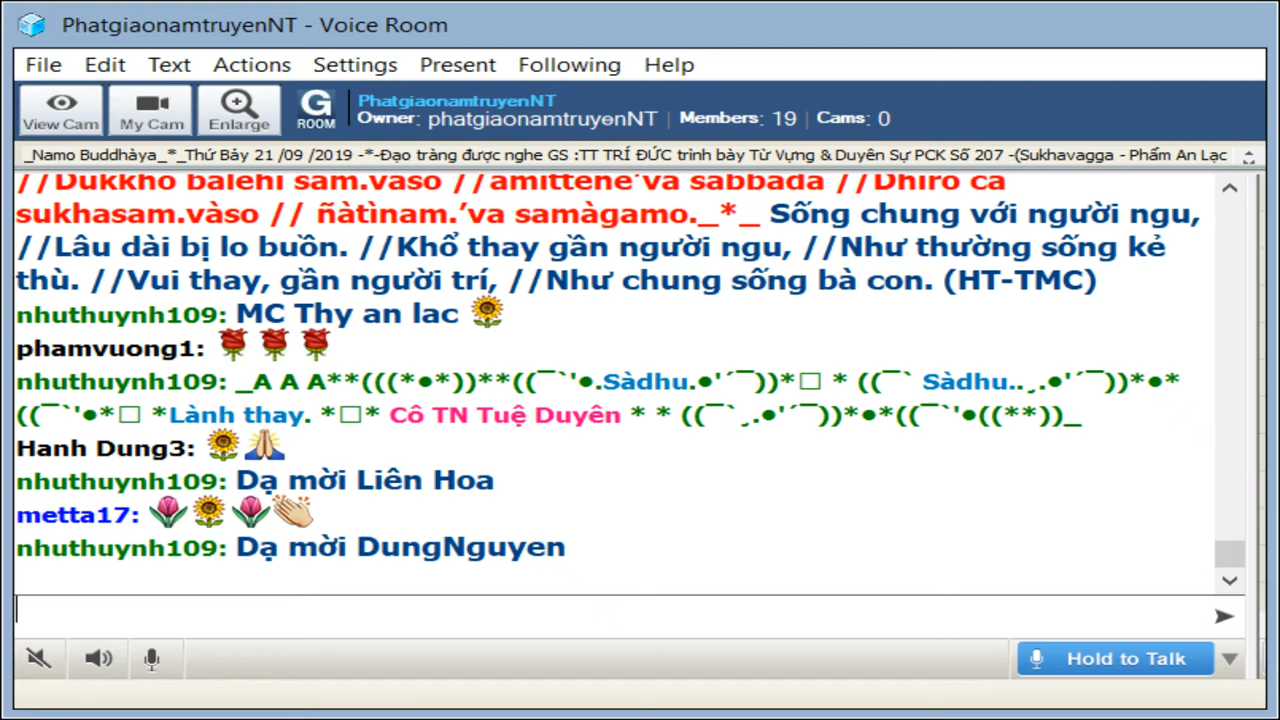 PhatgiaonamtruyenNT - Voice Room
File Edit Text Actions Settings Present Following Help
View Cam My Cam Enlarge G ROOM PhatgiaonamtruyenNT
Owner: phatgiaonamtruyenNT Members: 19 Cams: 0
_Namo Buddhàya_*_Thứ Bảy 21 /09 /2019 -*-Đạo tràng được nghe GS :TT TRÍ ĐỨC trình bày Từ Vựng & Duyên Sự PCK Số 207 -(Sukhavagga - Phẩm An Lạc
//Dukkho bàlehi sam.vàso //amittene'va sabbadà //Dhìro ca
sukhasam.vàso // ñàtìnam.'va samàgamo._*_ Sống chung với người ngu,
//Lâu dài bị lo buồn. //Khổ thay gần người ngu, //Như thường sống kẻ
thù. //Vui thay, gần người trí, //Như chung sống bà con. (HT-TMC)
nhuthuynh109: MC Thy an lac 🌻
phamvuong1: 🌹🌹🌹
nhuthuynh109: _A A A**(((*●*))**((¯`'●.Sàdhu.●'´¯))*□ * ((¯` Sàdhu..¸.●'´¯))*●*
((¯`'●*□ *Lành thay. *□* Cô TN Tuệ Duyên * * ((¯`¸.●'´¯))*●*((¯`'●((**))_
Hanh Dung3: 🌻🙏
nhuthuynh109: Dạ mời Liên Hoa
metta17: 🌷🌻🌷👏
nhuthuynh109: Dạ mời DungNguyen
Hold to Talk